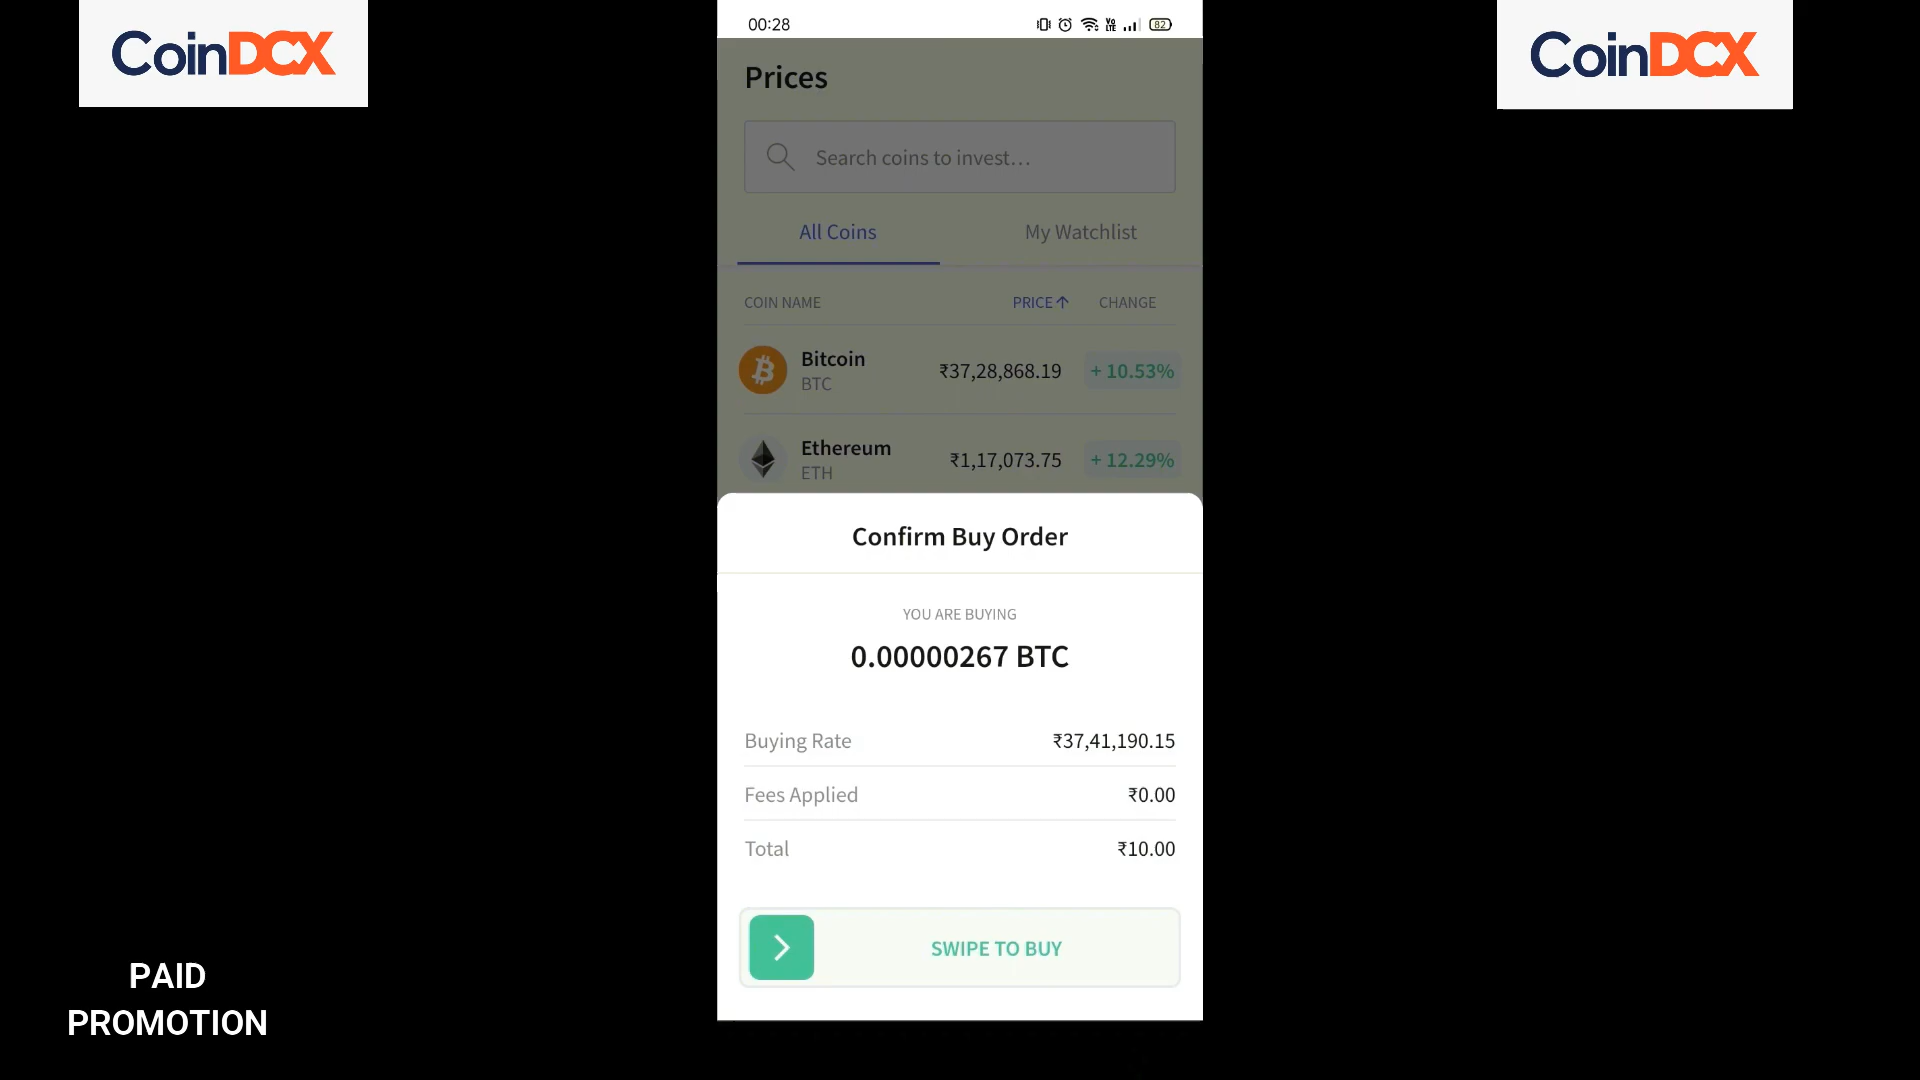 CoinDCX
CoinDCX
00:28
Vo
LTE
82
Prices
Search coins to invest...
All Coins
My Watchlist
COIN NAME
PRICE↑
CHANGE
Bitcoin
BTC
₹37,28,868.19
+ 10.53%
Ethereum
ETH
₹1,17,073.75
+ 12.29%
Confirm Buy Order
YOU ARE BUYING
0.00000267 BTC
Buying Rate
₹37,41,190.15
Fees Applied
₹0.00
Total
₹10.00
SWIPE TO BUY
PAID
PROMOTION